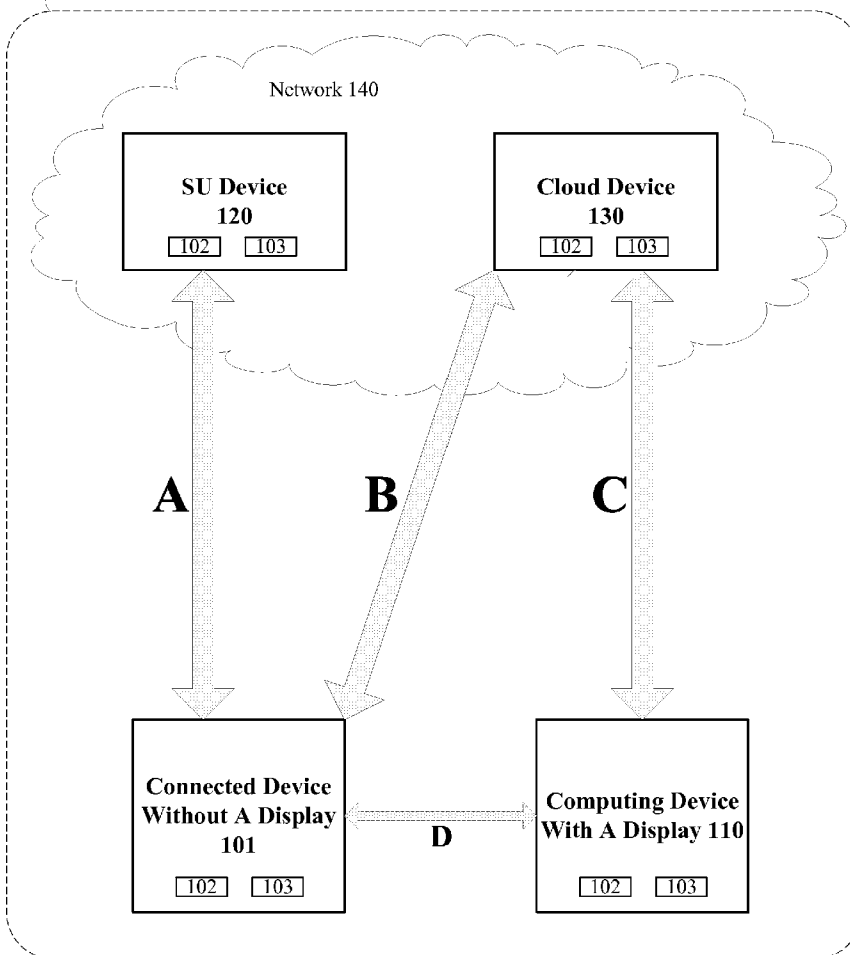 Network 140
SU Device
120
102 103
Cloud Device
130
102 103
A
B
C
Connected Device
Without A Display
101
102 103
D
Computing Device
With A Display 110
102 103